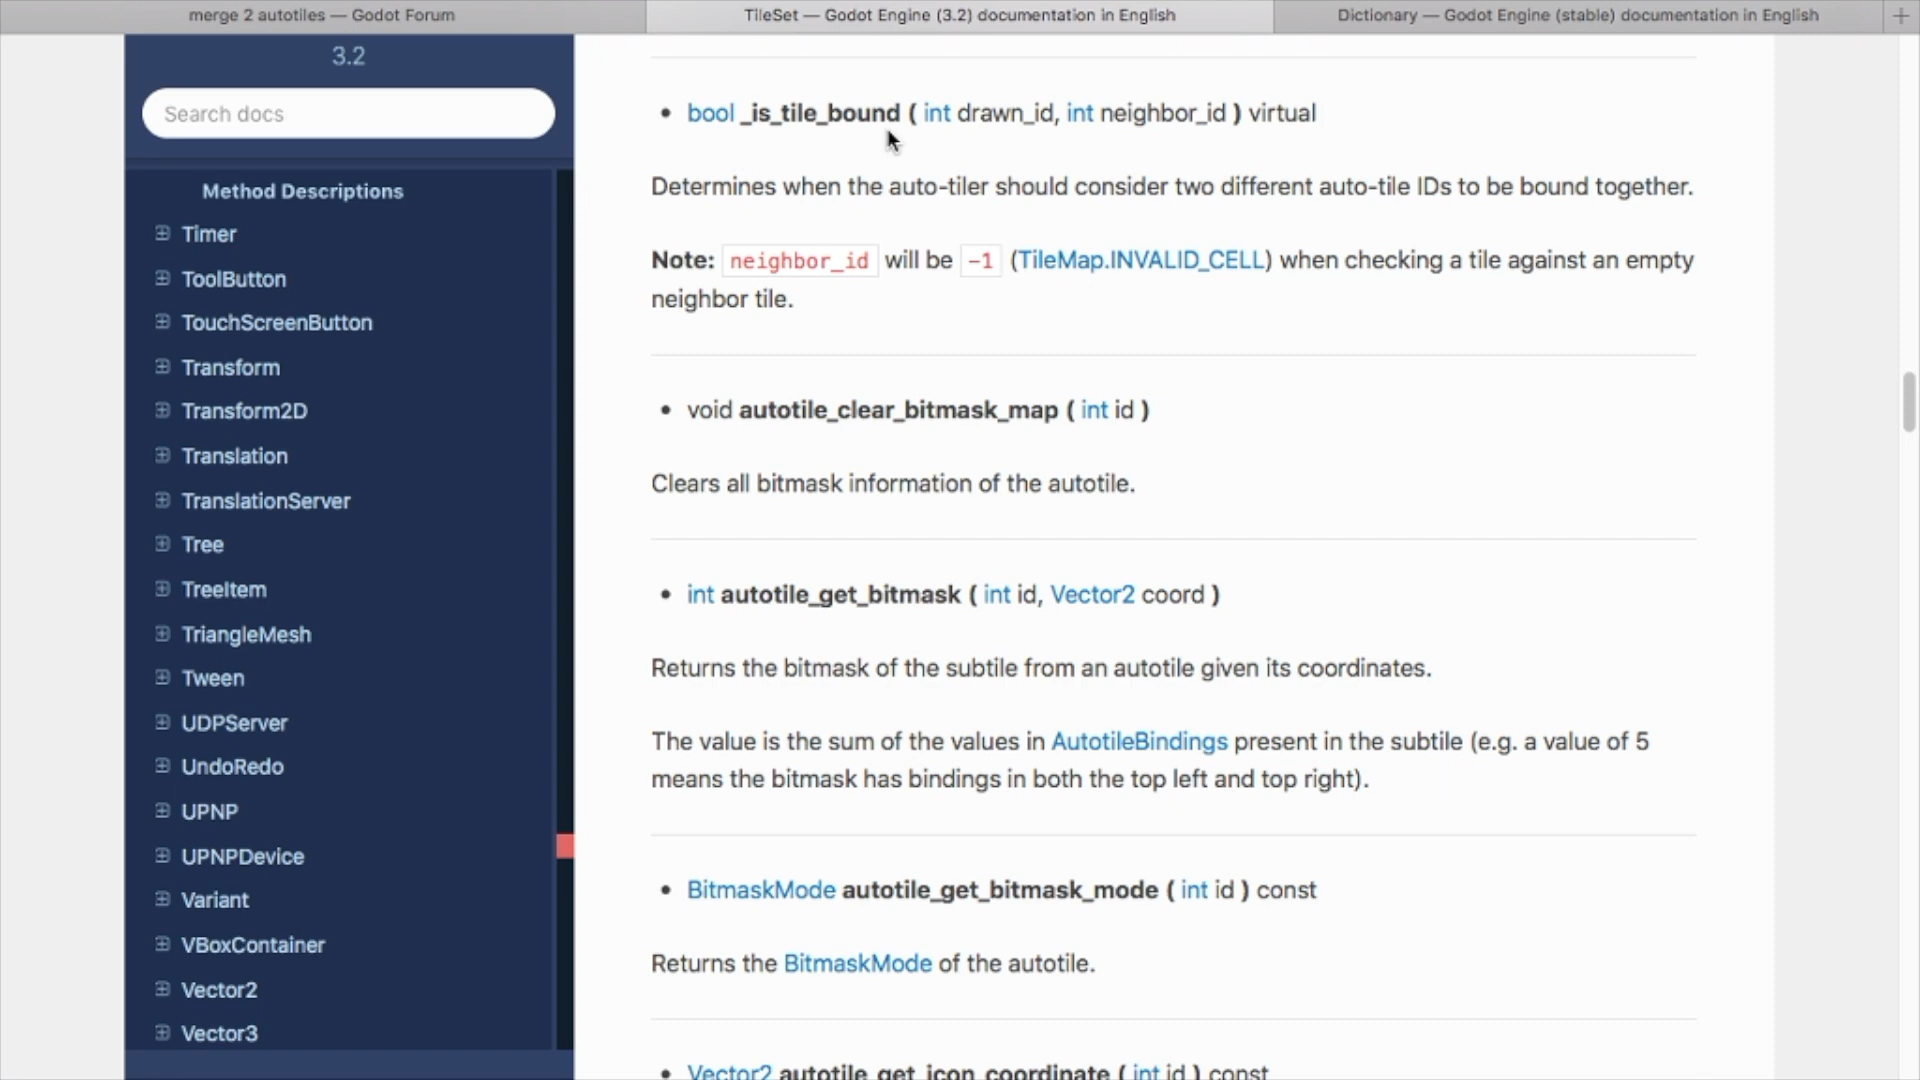 merge 2 autotiles — Godot Forum
TileSet — Godot Engine (3.2) documentation in English
Dictionary — Godot Engine (stable) documentation in English
3.2
Search docs
Method Descriptions
Timer
ToolButton
TouchScreenButton
Transform
Transform2D
Translation
TranslationServer
Tree
TreeItem
TriangleMesh
Tween
UDPServer
UndoRedo
UPNP
UPNPDevice
Variant
VBoxContainer
Vector2
Vector3
• bool _is_tile_bound ( int drawn_id, int neighbor_id ) virtual
Determines when the auto-tiler should consider two different auto-tile IDs to be bound together.
Note: neighbor_id will be -1 (TileMap.INVALID_CELL) when checking a tile against an empty
neighbor tile.
• void autotile_clear_bitmask_map ( int id )
Clears all bitmask information of the autotile.
• int autotile_get_bitmask ( int id, Vector2 coord )
Returns the bitmask of the subtile from an autotile given its coordinates.
The value is the sum of the values in AutotileBindings present in the subtile (e.g. a value of 5
means the bitmask has bindings in both the top left and top right).
• BitmaskMode autotile_get_bitmask_mode ( int id ) const
Returns the BitmaskMode of the autotile.
• Vector2 autotile_get_icon_coordinate ( int id ) const